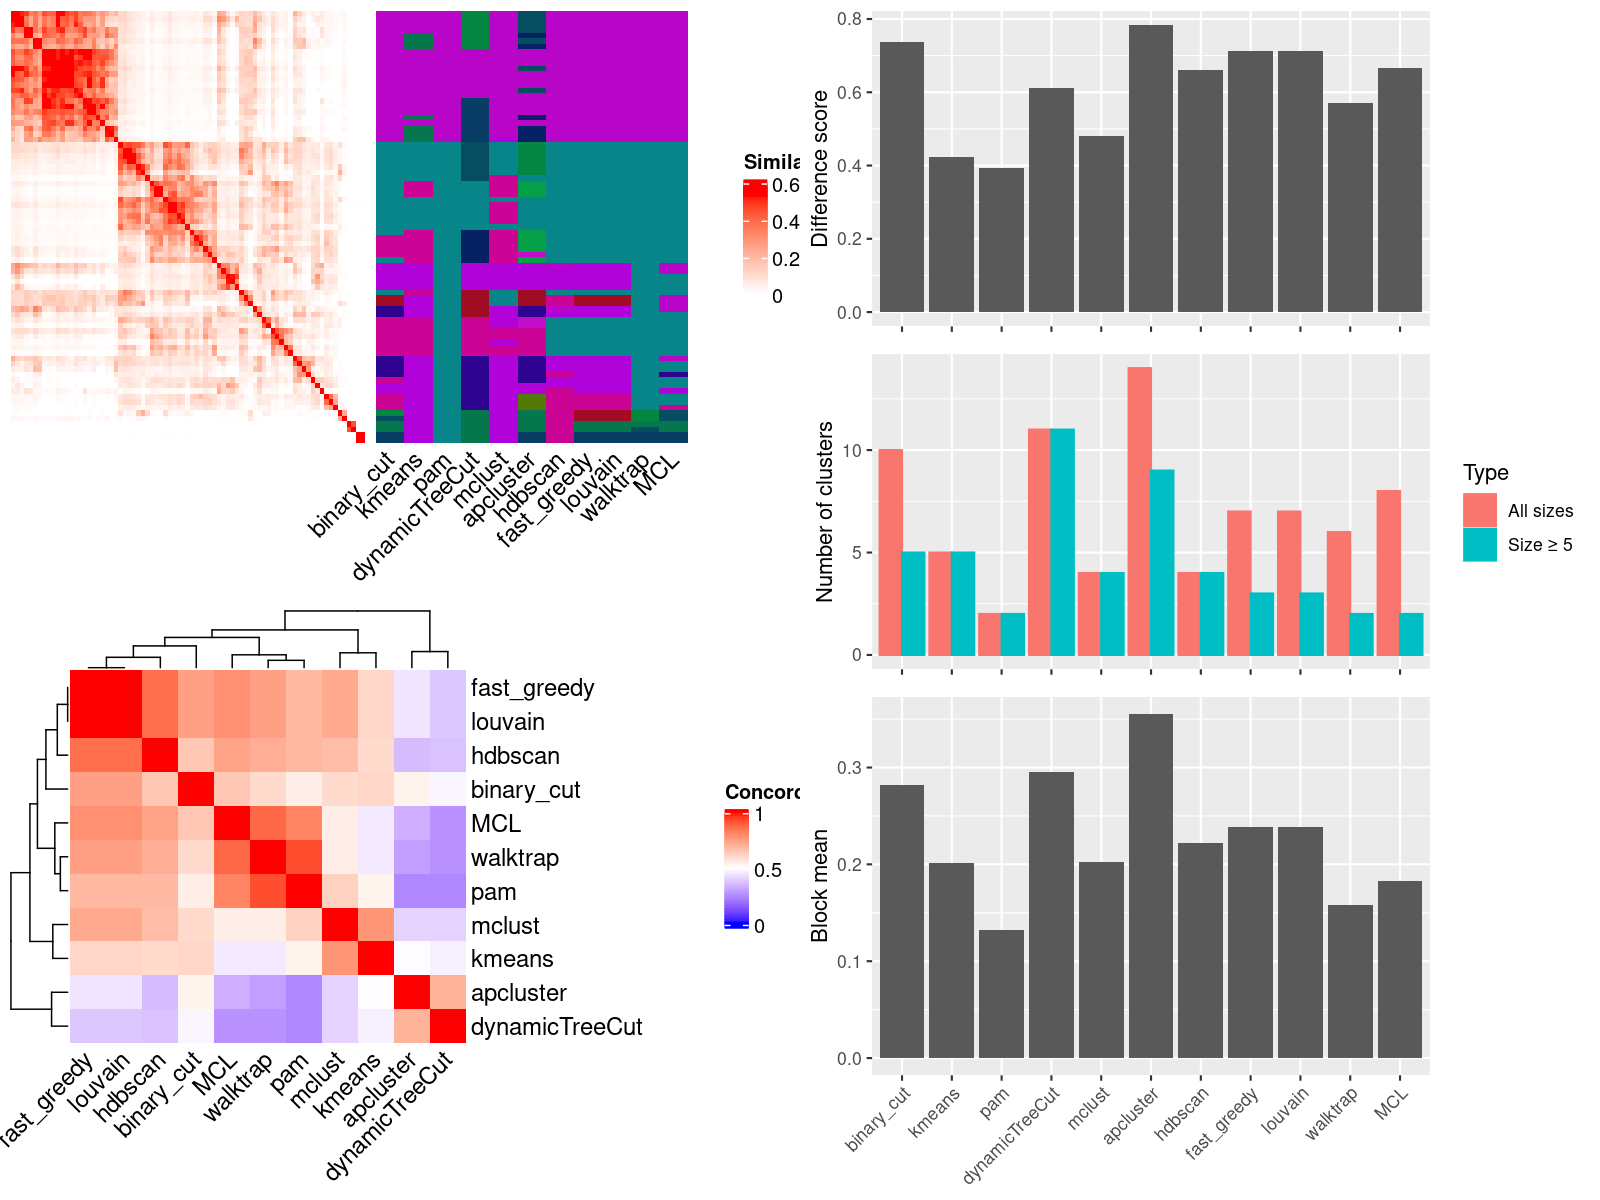 Simila
0.6
0.4
0.2
0
binary_cut
kmeans
pam
dynamicTreeCut
mclust
apcluster
hdbscan
fast_greedy
louvain
walktrap
MCL
fast_greedy
louvain
hdbscan
binary_cut
MCL
walktrap
pam
mclust
kmeans
apcluster
dynamicTreeCut
Concord
1
0.5
0
fast_greedy
louvain
hdbscan
binary_cut
MCL
walktrap
pam
mclust
kmeans
apcluster
dynamicTreeCut
Difference score
0.8
0.6
0.4
0.2
0.0
Number of clusters
10
5
0
Type
All sizes
Size ≥ 5
Block mean
0.3
0.2
0.1
0.0
binary_cut
kmeans
pam
dynamicTreeCut
mclust
apcluster
hdbscan
fast_greedy
louvain
walktrap
MCL